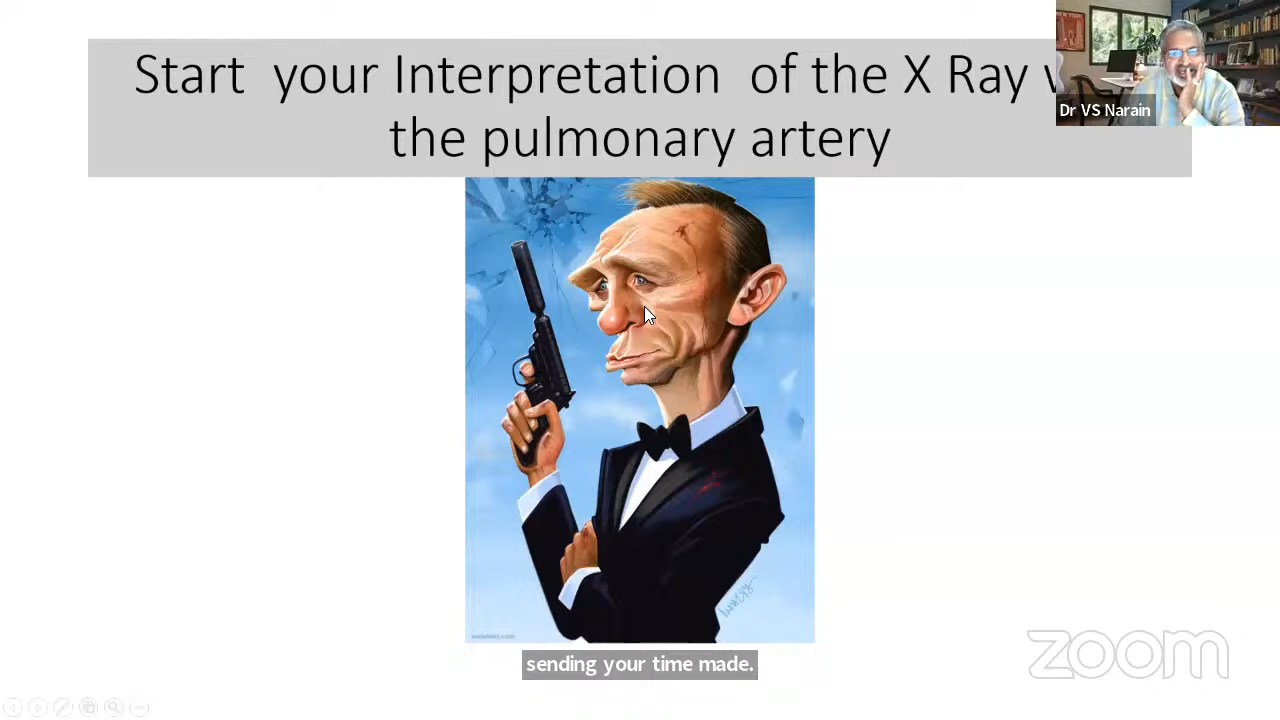 Start your Interpretation of the X Ray
the pulmonary artery
Dr VS Narain
sending your time made.
zoom